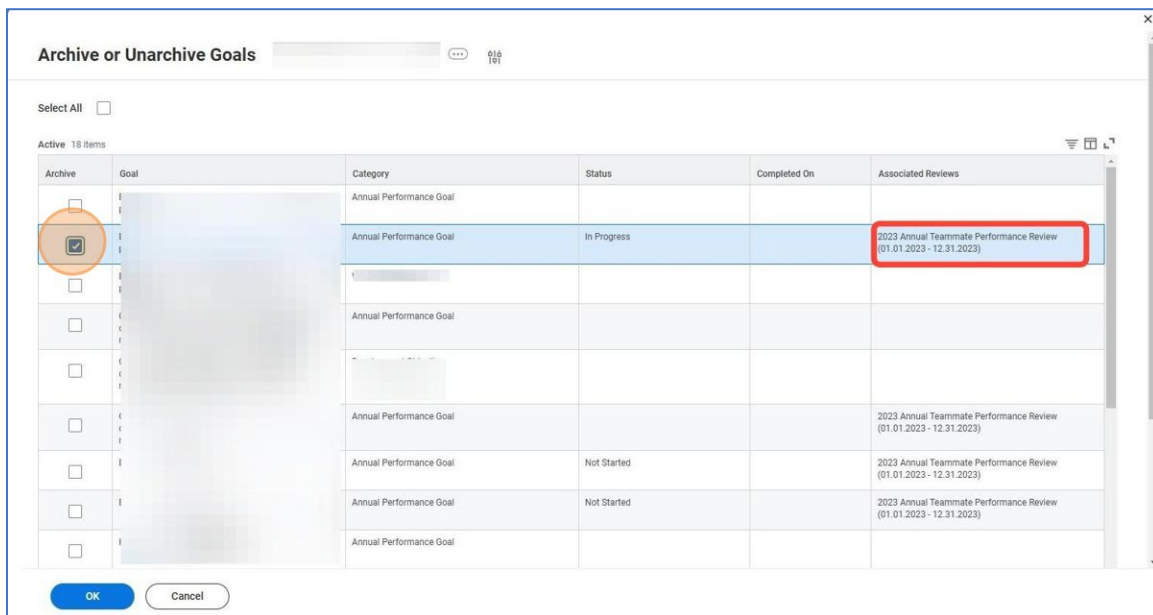 Archive or Unarchive Goals
Select All
Active 18 items
Archive Goal Category Status Completed On Associated Reviews
Annual Performance Goal
Annual Performance Goal In Progress 2023 Annual Teammate Performance Review
(01.01.2023 - 12.31.2023)
Annual Performance Goal
Annual Performance Goal 2023 Annual Teammate Performance Review
(01.01.2023 - 12.31.2023)
Annual Performance Goal Not Started 2023 Annual Teammate Performance Review
(01.01.2023 - 12.31.2023)
Annual Performance Goal Not Started 2023 Annual Teammate Performance Review
(01.01.2023 - 12.31.2023)
Annual Performance Goal
OK Cancel